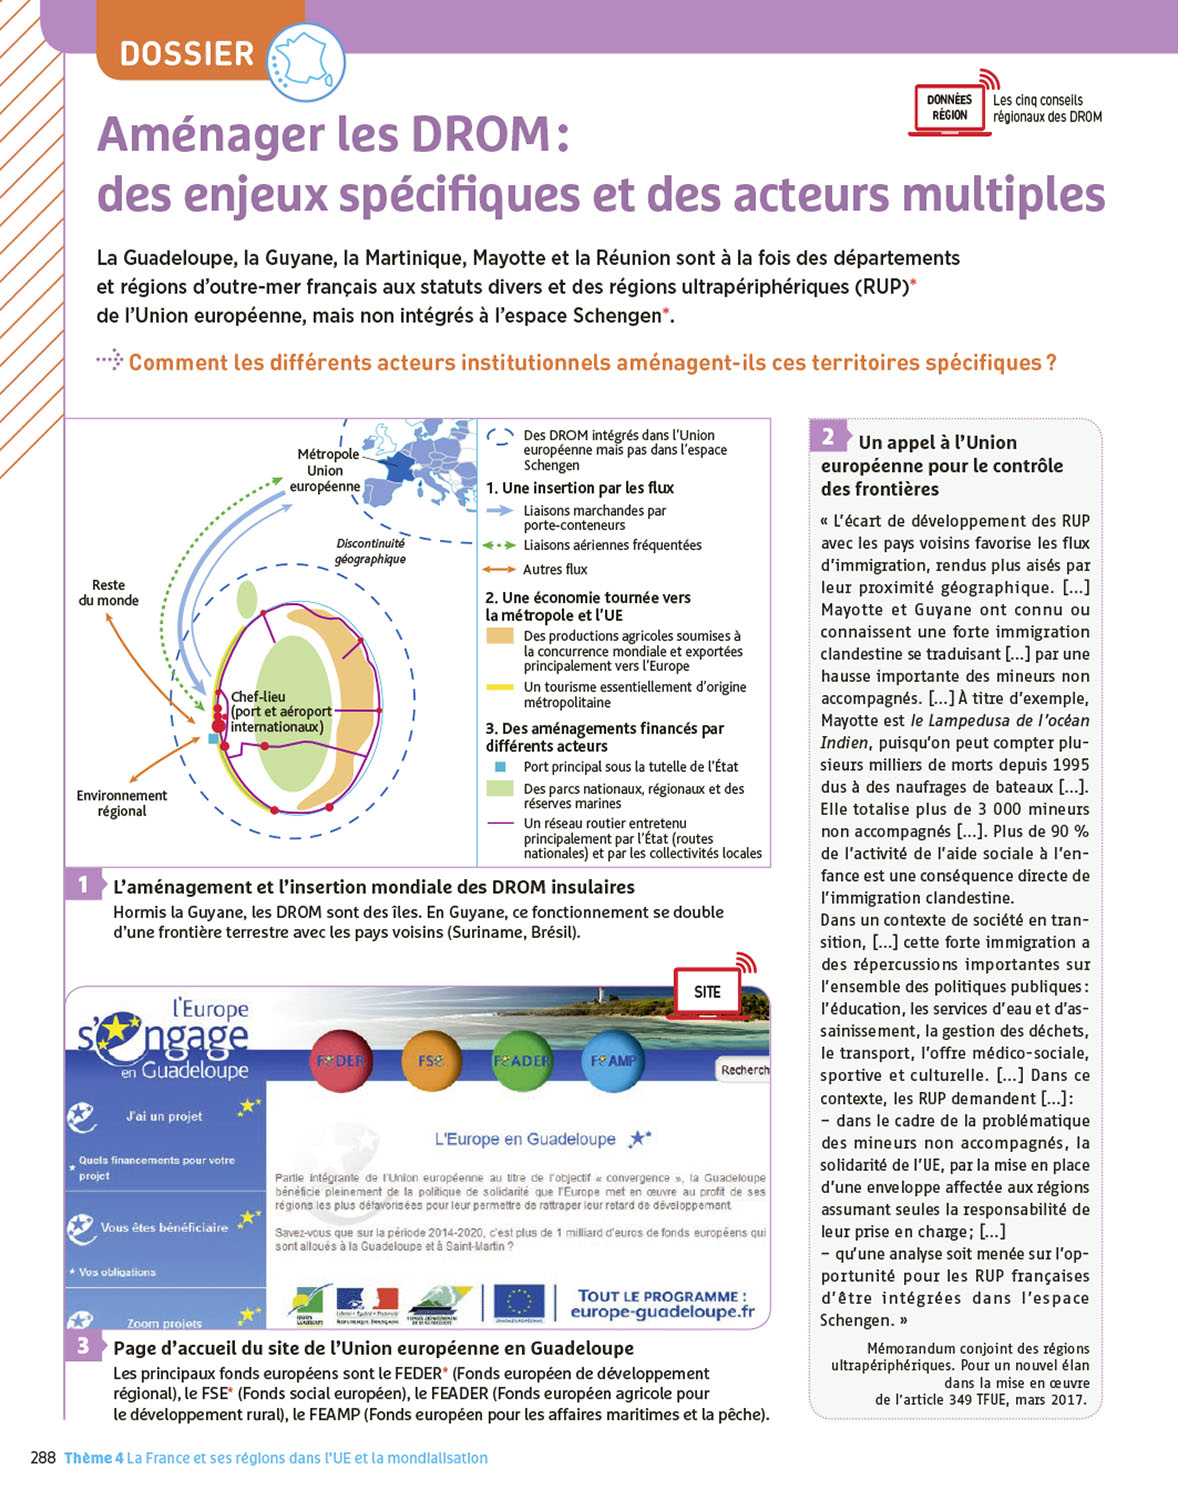 DOSSIER
DONNÉES
RÉGION
Les cinq conseils
régionaux des DROM
Aménager les DROM :
des enjeux spécifiques et des acteurs multiples
La Guadeloupe, la Guyane, la Martinique, Mayotte et la Réunion sont à la fois des départements
et régions d'outre-mer français aux statuts divers et des régions ultrapériphériques (RUP)*
de l'Union européenne, mais non intégrés à l'espace Schengen*.
Comment les différents acteurs institutionnels aménagent-ils ces territoires spécifiques ?
Métropole
Union
européenne
Discontinuité
géographique
Reste
du monde
Chef-lieu
(port et aéroport
internationaux)
Environnement
régional
Des DROM intégrés dans l'Union
européenne mais pas dans l'espace
Schengen
1. Une insertion par les flux
Liaisons marchandes par
porte-conteneurs
Liaisons aériennes fréquentées
Autres flux
2. Une économie tournée vers
la métropole et l'UE
Des productions agricoles soumises à
la concurrence mondiale et exportées
principalement vers l'Europe
Un tourisme essentiellement d'origine
métropolitaine
3. Des aménagements financés par
différents acteurs
Port principal sous la tutelle de l'État
Des parcs nationaux, régionaux et des
réserves marines
Un réseau routier entretenu
principalement par l'État (routes
nationales) et par les collectivités locales
1 L'aménagement et l'insertion mondiale des DROM insulaires
Hormis la Guyane, les DROM sont des îles. En Guyane, ce fonctionnement se double
d'une frontière terrestre avec les pays voisins (Suriname, Brésil).
SITE
l'Europe
s'engage
en Guadeloupe
FEDER
FSE
FEADER
FEAMP
Recherch
J'ai un projet
* Quels financements pour votre
projet
Vous êtes bénéficiaire
* Vos obligations
Zoom projets
L'Europe en Guadeloupe
Partie intégrante de l'Union européenne au titre de l'objectif « convergence », la Guadeloupe
bénéficie pleinement de la politique de solidarité que l'Europe met en œuvre au profit de ses
régions les plus défavorisées pour leur permettre de rattraper leur retard de développement.
Savez-vous que sur la période 2014-2020, c'est plus de 1 milliard d'euros de fonds européens qui
sont alloués à la Guadeloupe et à Saint-Martin ?
Liberté • Égalité • Fraternité
RÉPUBLIQUE FRANÇAISE
TOUT LE PROGRAMME :
europe-guadeloupe.fr
3 Page d'accueil du site de l'Union européenne en Guadeloupe
Les principaux fonds européens sont le FEDER* (Fonds européen de développement
régional), le FSE* (Fonds social européen), le FEADER (Fonds européen agricole pour
le développement rural), le FEAMP (Fonds européen pour les affaires maritimes et la pêche).
2 Un appel à l'Union
européenne pour le contrôle
des frontières
« L'écart de développement des RUP
avec les pays voisins favorise les flux
d'immigration, rendus plus aisés par
leur proximité géographique. [...]
Mayotte et Guyane ont connu ou
connaissent une forte immigration
clandestine se traduisant [...] par une
hausse importante des mineurs non
accompagnés. [...] À titre d'exemple,
Mayotte est le Lampedusa de l'océan
Indien, puisqu'on peut compter plu-
sieurs milliers de morts depuis 1995
dus à des naufrages de bateaux [...].
Elle totalise plus de 3 000 mineurs
non accompagnés [...]. Plus de 90 %
de l'activité de l'aide sociale à l'en-
fance est une conséquence directe de
l'immigration clandestine.
Dans un contexte de société en tran-
sition, [...] cette forte immigration a
des répercussions importantes sur
l'ensemble des politiques publiques :
l'éducation, les services d'eau et d'as-
sainissement, la gestion des déchets,
le transport, l'offre médico-sociale,
sportive et culturelle. [...] Dans ce
contexte, les RUP demandent [...] :
– dans le cadre de la problématique
des mineurs non accompagnés, la
solidarité de l'UE, par la mise en place
d'une enveloppe affectée aux régions
assumant seules la responsabilité de
leur prise en charge ; [...]
– qu'une analyse soit menée sur l'op-
portunité pour les RUP françaises
d'être intégrées dans l'espace
Schengen. »
Mémorandum conjoint des régions
ultrapériphériques. Pour un nouvel élan
dans la mise en œuvre
de l'article 349 TFUE, mars 2017.
288 Thème 4 La France et ses régions dans l'UE et la mondialisation